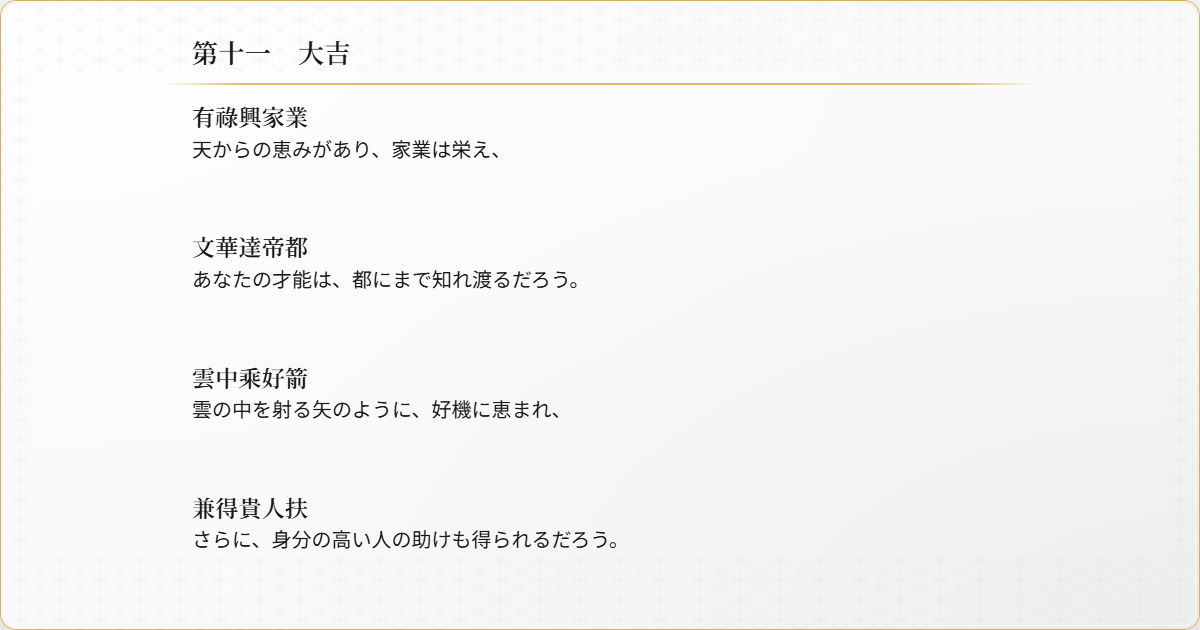 第十一　大吉
有祿興家業
天からの恵みがあり、家業は栄え、
文華達帝都
あなたの才能は、都にまで知れ渡るだろう。
雲中乘好箭
雲の中を射る矢のように、好機に恵まれ、
兼得貴人扶
さらに、身分の高い人の助けも得られるだろう。